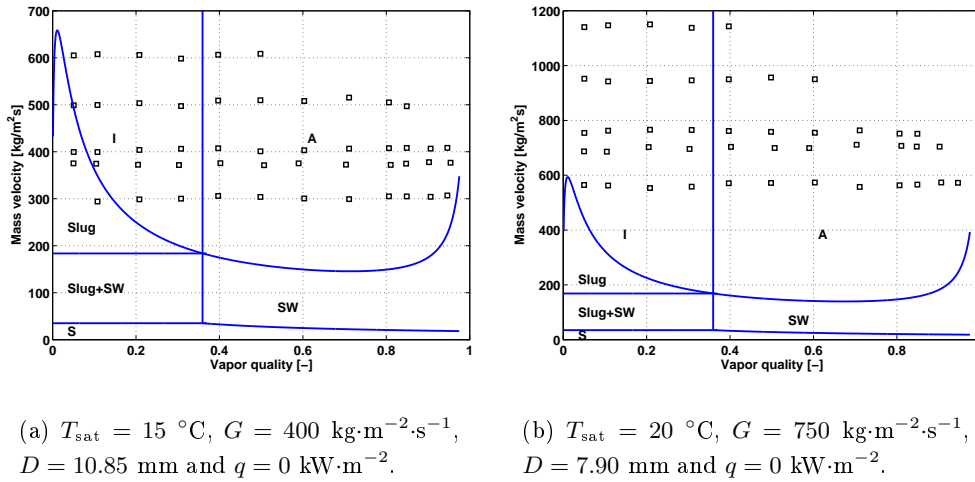 700
600
500
400
300
200
100
0
Mass velocity [kg/m²s]
I
A
Slug
Slug+SW
S
SW
0 0.2 0.4 0.6 0.8 1
Vapor quality [–]
1200
1000
800
600
400
200
0
Mass velocity [kg/m²s]
I
A
Slug
Slug+SW
S
SW
0 0.2 0.4 0.6 0.8
Vapor quality [–]
(a) T_sat = 15 °C, G = 400 kg·m⁻²·s⁻¹,
D = 10.85 mm and q = 0 kW·m⁻².
(b) T_sat = 20 °C, G = 750 kg·m⁻²·s⁻¹,
D = 7.90 mm and q = 0 kW·m⁻².